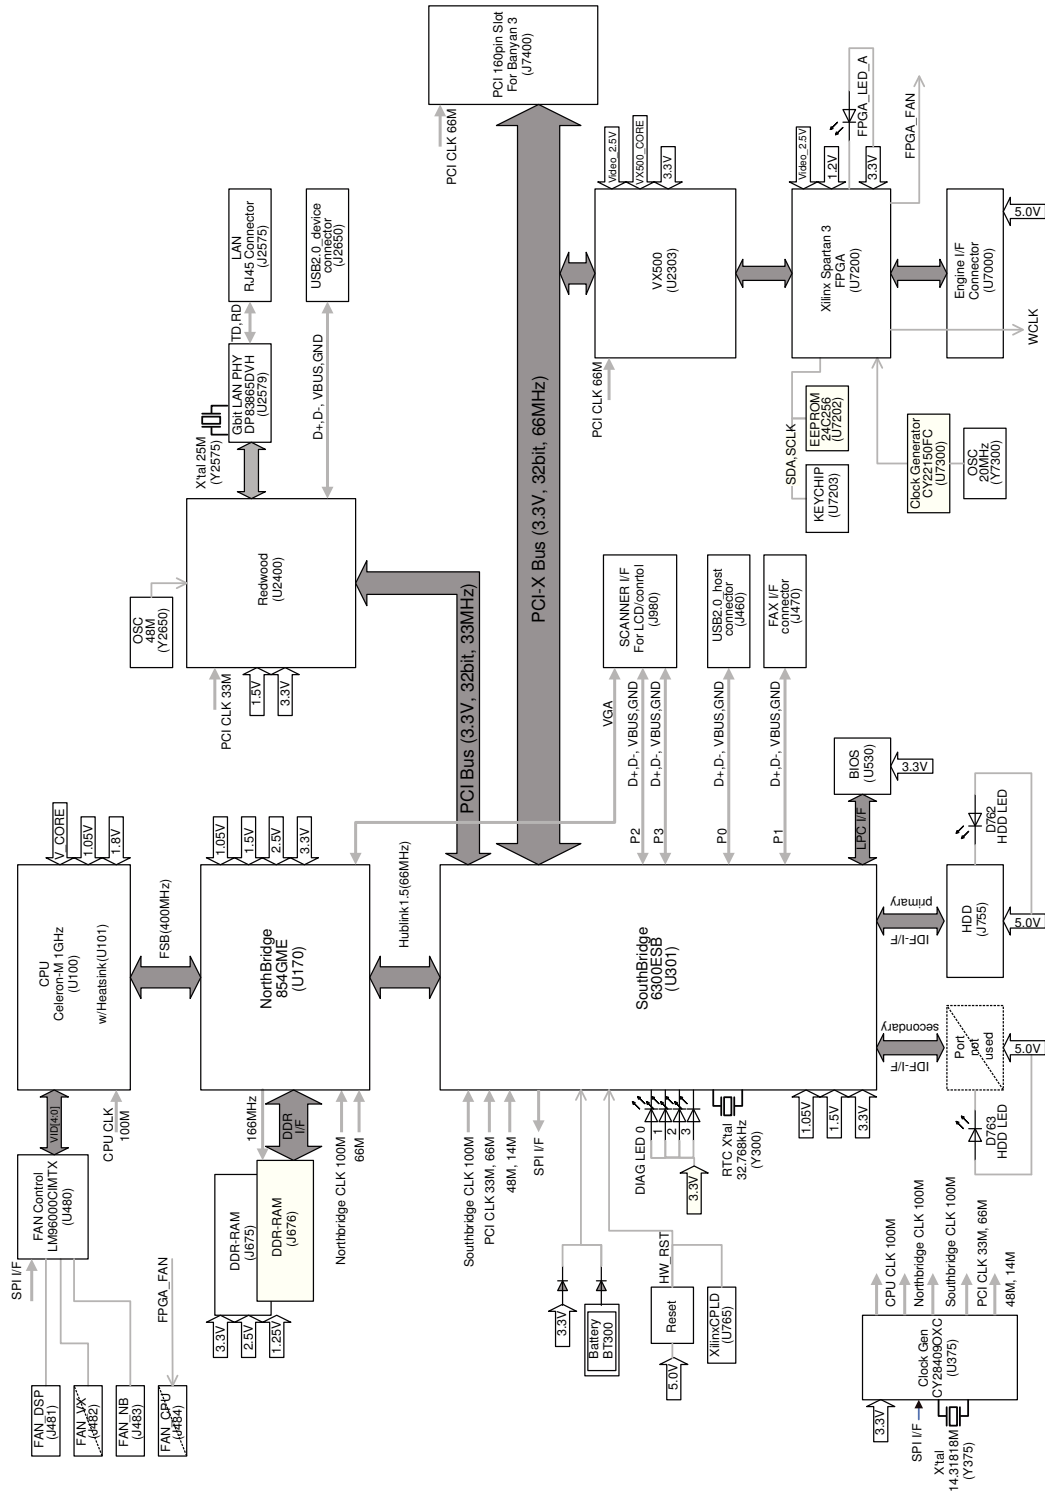 FAN_DSP
(J481)
FAN_VX
(J482)
FAN_NB
(J483)
FAN_CPU
(J484)
SPI I/F
FPGA_FAN
FAN Control
LM96000CIMTX
(U480)
VID[4:0]
CPU CLK
100M
CPU
Celeron-M 1GHz
(U100)
w/Heatsink(U101)
V_CORE
1.05V
1.8V
FSB(400MHz)
3.3V
2.5V
1.25V
DDR-RAM
(J675)
DDR-RAM
(J676)
166MHz
DDR
I/F
Northbridge CLK 100M
66M
NorthBridge
854GME
(U170)
1.05V
1.5V
2.5V
3.3V
Hublink1.5(66MHz)
OSC
48M
(Y2650)
PCI CLK 33M
1.5V
3.3V
Redwood
(U2400)
X'tal 25M
(Y2575)
Gbit LAN PHY
DP83865DVH
(U2579)
TD,RD
LAN
RJ45 Connector
(J2575)
D+,D-, VBUS,GND
USB2.0_device
connector
(J2650)
PCI Bus (3.3V, 32bit, 33MHz)
PCI-X Bus (3.3V, 32bit, 66MHz)
PCI CLK 66M
PCI 160pin Slot
For Banyan 3
(J7400)
Southbridge CLK 100M
PCI CLK 33M, 66M
48M, 14M
SPI I/F
SouthBridge
6300ESB
(U301)
3.3V
Battery
BT300
5.0V
Reset
HW_RST
XilinxCPLD
(U765)
DIAG LED 0
1
2
3
3.3V
RTC X'tal
32.768kHz
(Y300)
1.05V
1.5V
3.3V
VGA
P2
D+,D-, VBUS,GND
P3
D+,D-, VBUS,GND
SCANNER I/F
For LCD/conrtol
(J980)
P0
D+,D-, VBUS,GND
USB2.0_host
connector
(J460)
P1
D+,D-, VBUS,GND
FAX I/F
connector
(J470)
LPC I/F
BIOS
(U530)
3.3V
IDF-I/F
primary
HDD
(J755)
5.0V
D762
HDD LED
IDF-I/F
secondary
Port
not
used
5.0V
D763
HDD LED
PCI CLK 66M
VX500
(U2303)
Video_2.5V
VX500_CORE
3.3V
Xilinx Spartan 3
FPGA
(U7200)
Video_2.5V
1.2V
3.3V
FPGA_LED_A
FPGA_FAN
SDA,SCLK
KEYCHIP
(U7203)
EEPROM
24C256
(U7202)
Clock Generator
CY22150FC
(U7300)
OSC
20MHz
(Y7300)
Engine I/F
Connector
(U7000)
5.0V
WCLK
3.3V
SPI I/F
X'tal
14.31818M
(Y375)
Clock Gen
CY28409OXC
(U375)
CPU CLK 100M
Northbridge CLK 100M
Southbridge CLK 100M
PCI CLK 33M, 66M
48M, 14M